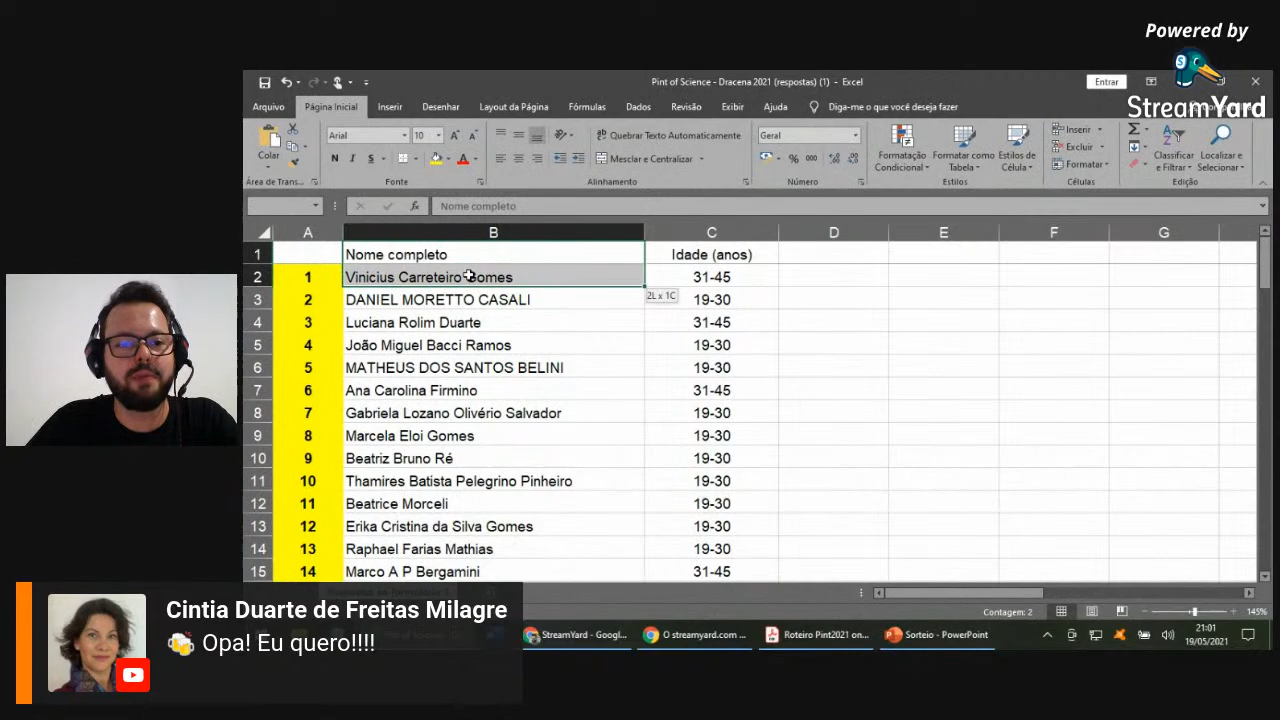 Powered by
StreamYard
Pint of Science - Dracena 2021 (respostas) (1) - Excel
Entrar
Arquivo Página Inicial Inserir Desenhar Layout da Página Fórmulas Dados Revisão Exibir Ajuda Diga-me o que você deseja fazer
Colar
Arial 10
Quebrar Texto Automaticamente
Geral
N I S
Mesclar e Centralizar
% 000
Formatação Condicional
Formatar como Tabela
Estilos de Célula
Inserir
Excluir
Formatar
Classificar e Filtrar
Localizar e Selecionar
Área de Trans... Fonte Alinhamento Número Estilos Células Edição
fx Nome completo
A B C D E F G
1 Nome completo Idade (anos)
2 1 Vinicius Carreteiro Gomes 31-45
3 2 DANIEL MORETTO CASALI 19-30
2L x 1C
4 3 Luciana Rolim Duarte 31-45
5 4 João Miguel Bacci Ramos 19-30
6 5 MATHEUS DOS SANTOS BELINI 19-30
7 6 Ana Carolina Firmino 31-45
8 7 Gabriela Lozano Olivério Salvador 19-30
9 8 Marcela Eloi Gomes 19-30
10 9 Beatriz Bruno Ré 19-30
11 10 Thamires Batista Pelegrino Pinheiro 19-30
12 11 Beatrice Morceli 19-30
13 12 Erika Cristina da Silva Gomes 19-30
14 13 Raphael Farias Mathias 19-30
15 14 Marco A P Bergamini 31-45
Contagem: 2
145%
StreamYard - Googl...
O streamyard.com ...
Roteiro Pint2021 on...
Sorteio - PowerPoint
21:01
19/05/2021
Cintia Duarte de Freitas Milagre
Opa! Eu quero!!!!